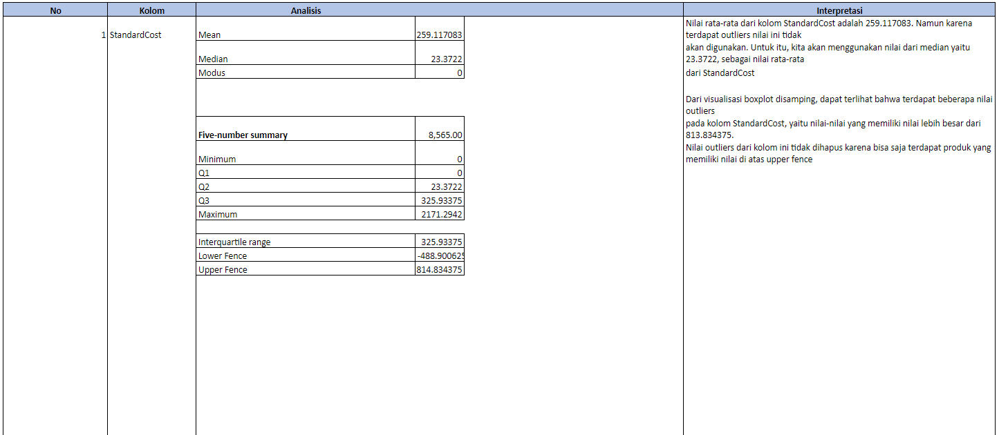 No Kolom Analisis Interpretasi
1 StandardCost
Mean 259.117083
Median 23.3722
Modus 0
Five-number summary 8,565.00
Minimum 0
Q1 0
Q2 23.3722
Q3 325.93375
Maximum 2171.2942
Interquartile range 325.93375
Lower Fence -488.900625
Upper Fence 814.834375
Nilai rata-rata dari kolom StandardCost adalah 259.117083. Namun karena
terdapat outliers nilai ini tidak
akan digunakan. Untuk itu, kita akan menggunakan nilai dari median yaitu
23.3722, sebagai nilai rata-rata
dari StandardCost
Dari visualisasi boxplot disamping, dapat terlihat bahwa terdapat beberapa nilai
outliers
pada kolom StandardCost, yaitu nilai-nilai yang memiliki nilai lebih besar dari
813.834375.
Nilai outliers dari kolom ini tidak dihapus karena bisa saja terdapat produk yang
memiliki nilai di atas upper fence